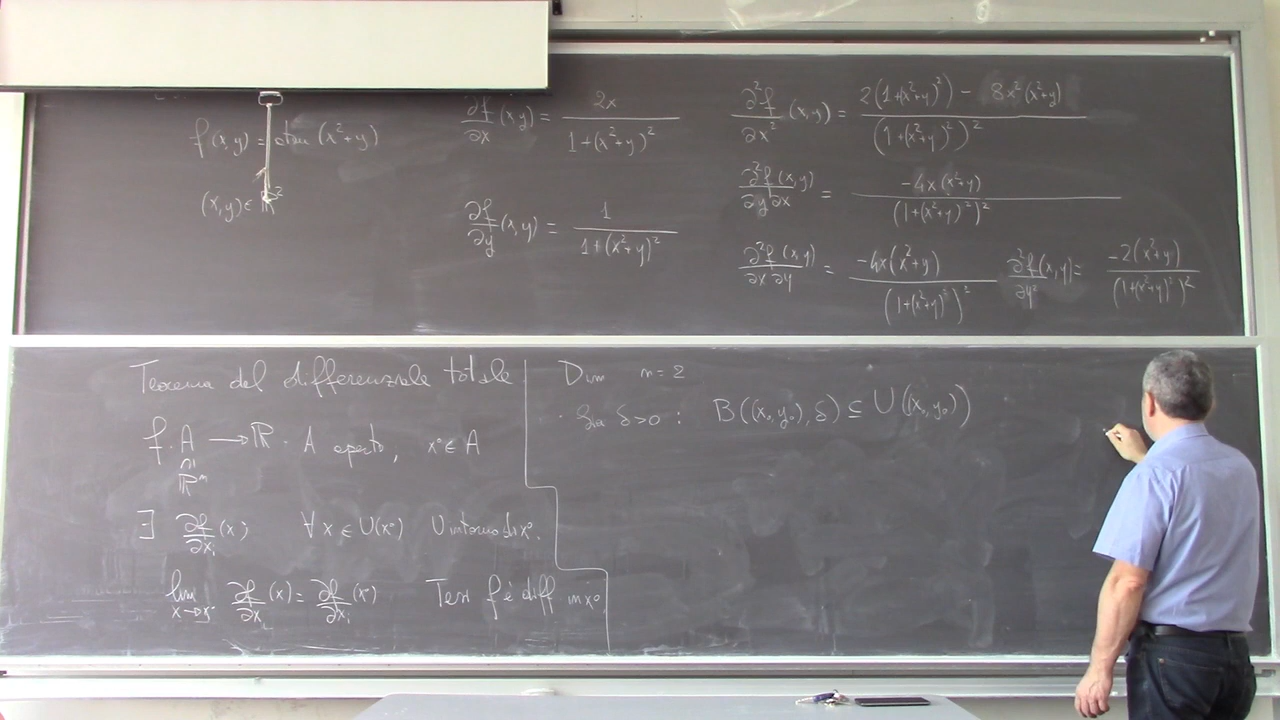 f(x,y) = atan (x²+y)
(x,y) ∈ ℝ²
∂f/∂x (x,y) = 2x / (1+(x²+y)²)
∂f/∂y (x,y) = 1 / (1+(x²+y)²)
∂²f/∂x² (x,y) = (2(1+(x²+y)²) - 8x²(x²+y)) / (1+(x²+y)²)²
∂²f/∂y∂x (x,y) = -4x(x²+y) / (1+(x²+y)²)²
∂²f/∂x∂y (x,y) = -4x(x²+y) / (1+(x²+y)²)² ∂²f/∂y² (x,y) = -2(x²+y) / (1+(x²+y)²)²
Teorema del differenziale totale
f: A → ℝ. A aperto, x° ∈ A
∩
ℝⁿ
∃ ∂f/∂xᵢ (x) ∀ x ∈ U(x°) U intorno di x°.
lim x→x° ∂f/∂xᵢ (x) = ∂f/∂xᵢ (x°) Tesi f è diff in x°.
Dim n=2
· Sia δ>0 : B((x₀,y₀),δ) ⊆ U((x₀,y₀))